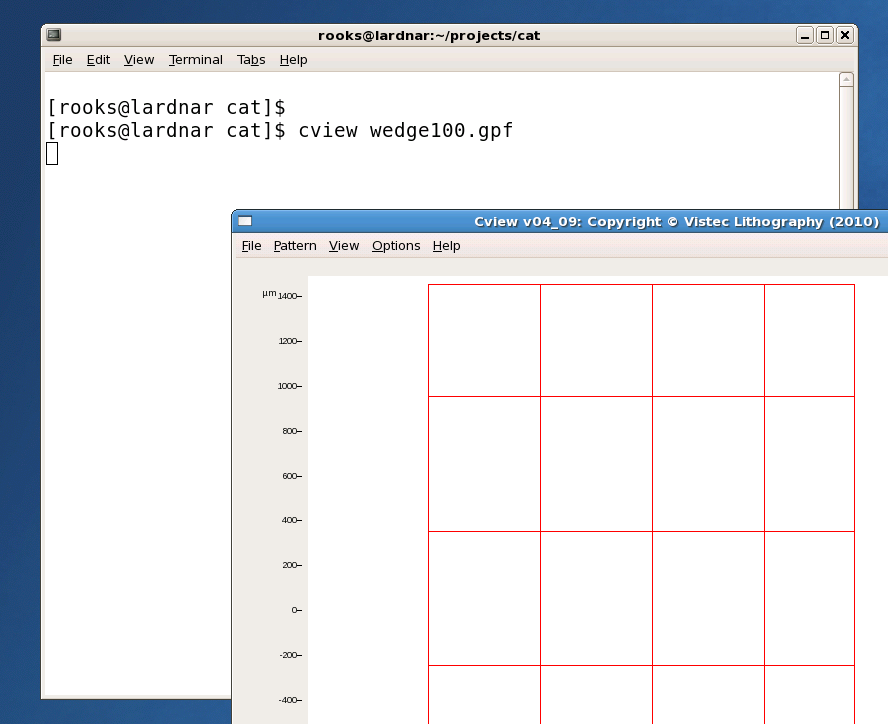 rooks@lardnar:~/projects/cat
File Edit View Terminal Tabs Help
[rooks@lardnar cat]$
[rooks@lardnar cat]$ cview wedge100.gpf
Cview v04_09: Copyright © Vistec Lithography (2010)
File Pattern View Options Help
µm 1400
1200
1000
800
600
400
200
0
-200
-400